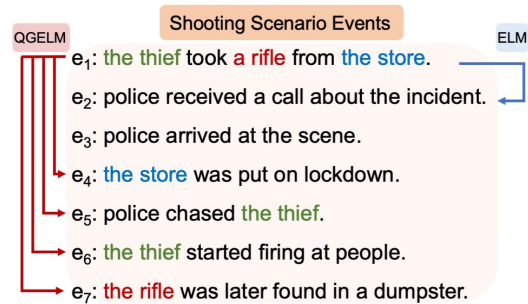 Shooting Scenario Events
QGELM
ELM
e₁: the thief took a rifle from the store.
e₂: police received a call about the incident.
e₃: police arrived at the scene.
e₄: the store was put on lockdown.
e₅: police chased the thief.
e₆: the thief started firing at people.
e₇: the rifle was later found in a dumpster.